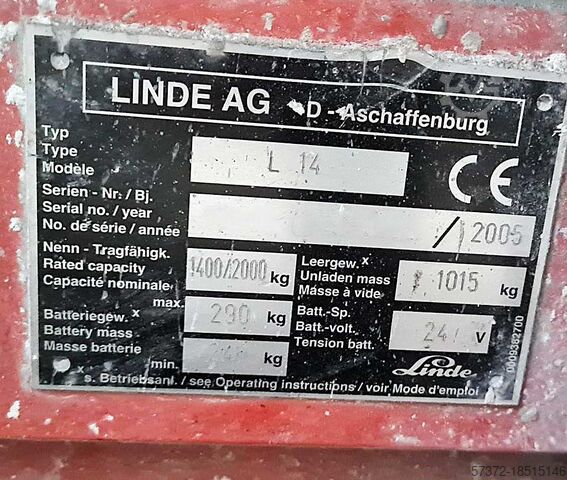 LINDE AG D - Aschaffenburg
Typ
Type
Modèle
L 14
Serien - Nr./ Bj.
Serial no. / year
No. de série / année
/ 2005
Nenn - Tragfähigk.
Rated capacity
Capacité nominale
1400/2000 kg
Leergew. x
Unladen mass
Masse à vide
1015 kg
max.
Batteriegew. x
Battery mass
Masse batterie
290 kg
min.
kg
Batt.-Sp.
Batt.-volt.
Tension batt.
24 V
Linde
x s. Betriebsanl. / see Operating instructions / voir Mode d'emploi
0009382700
57372-18515146